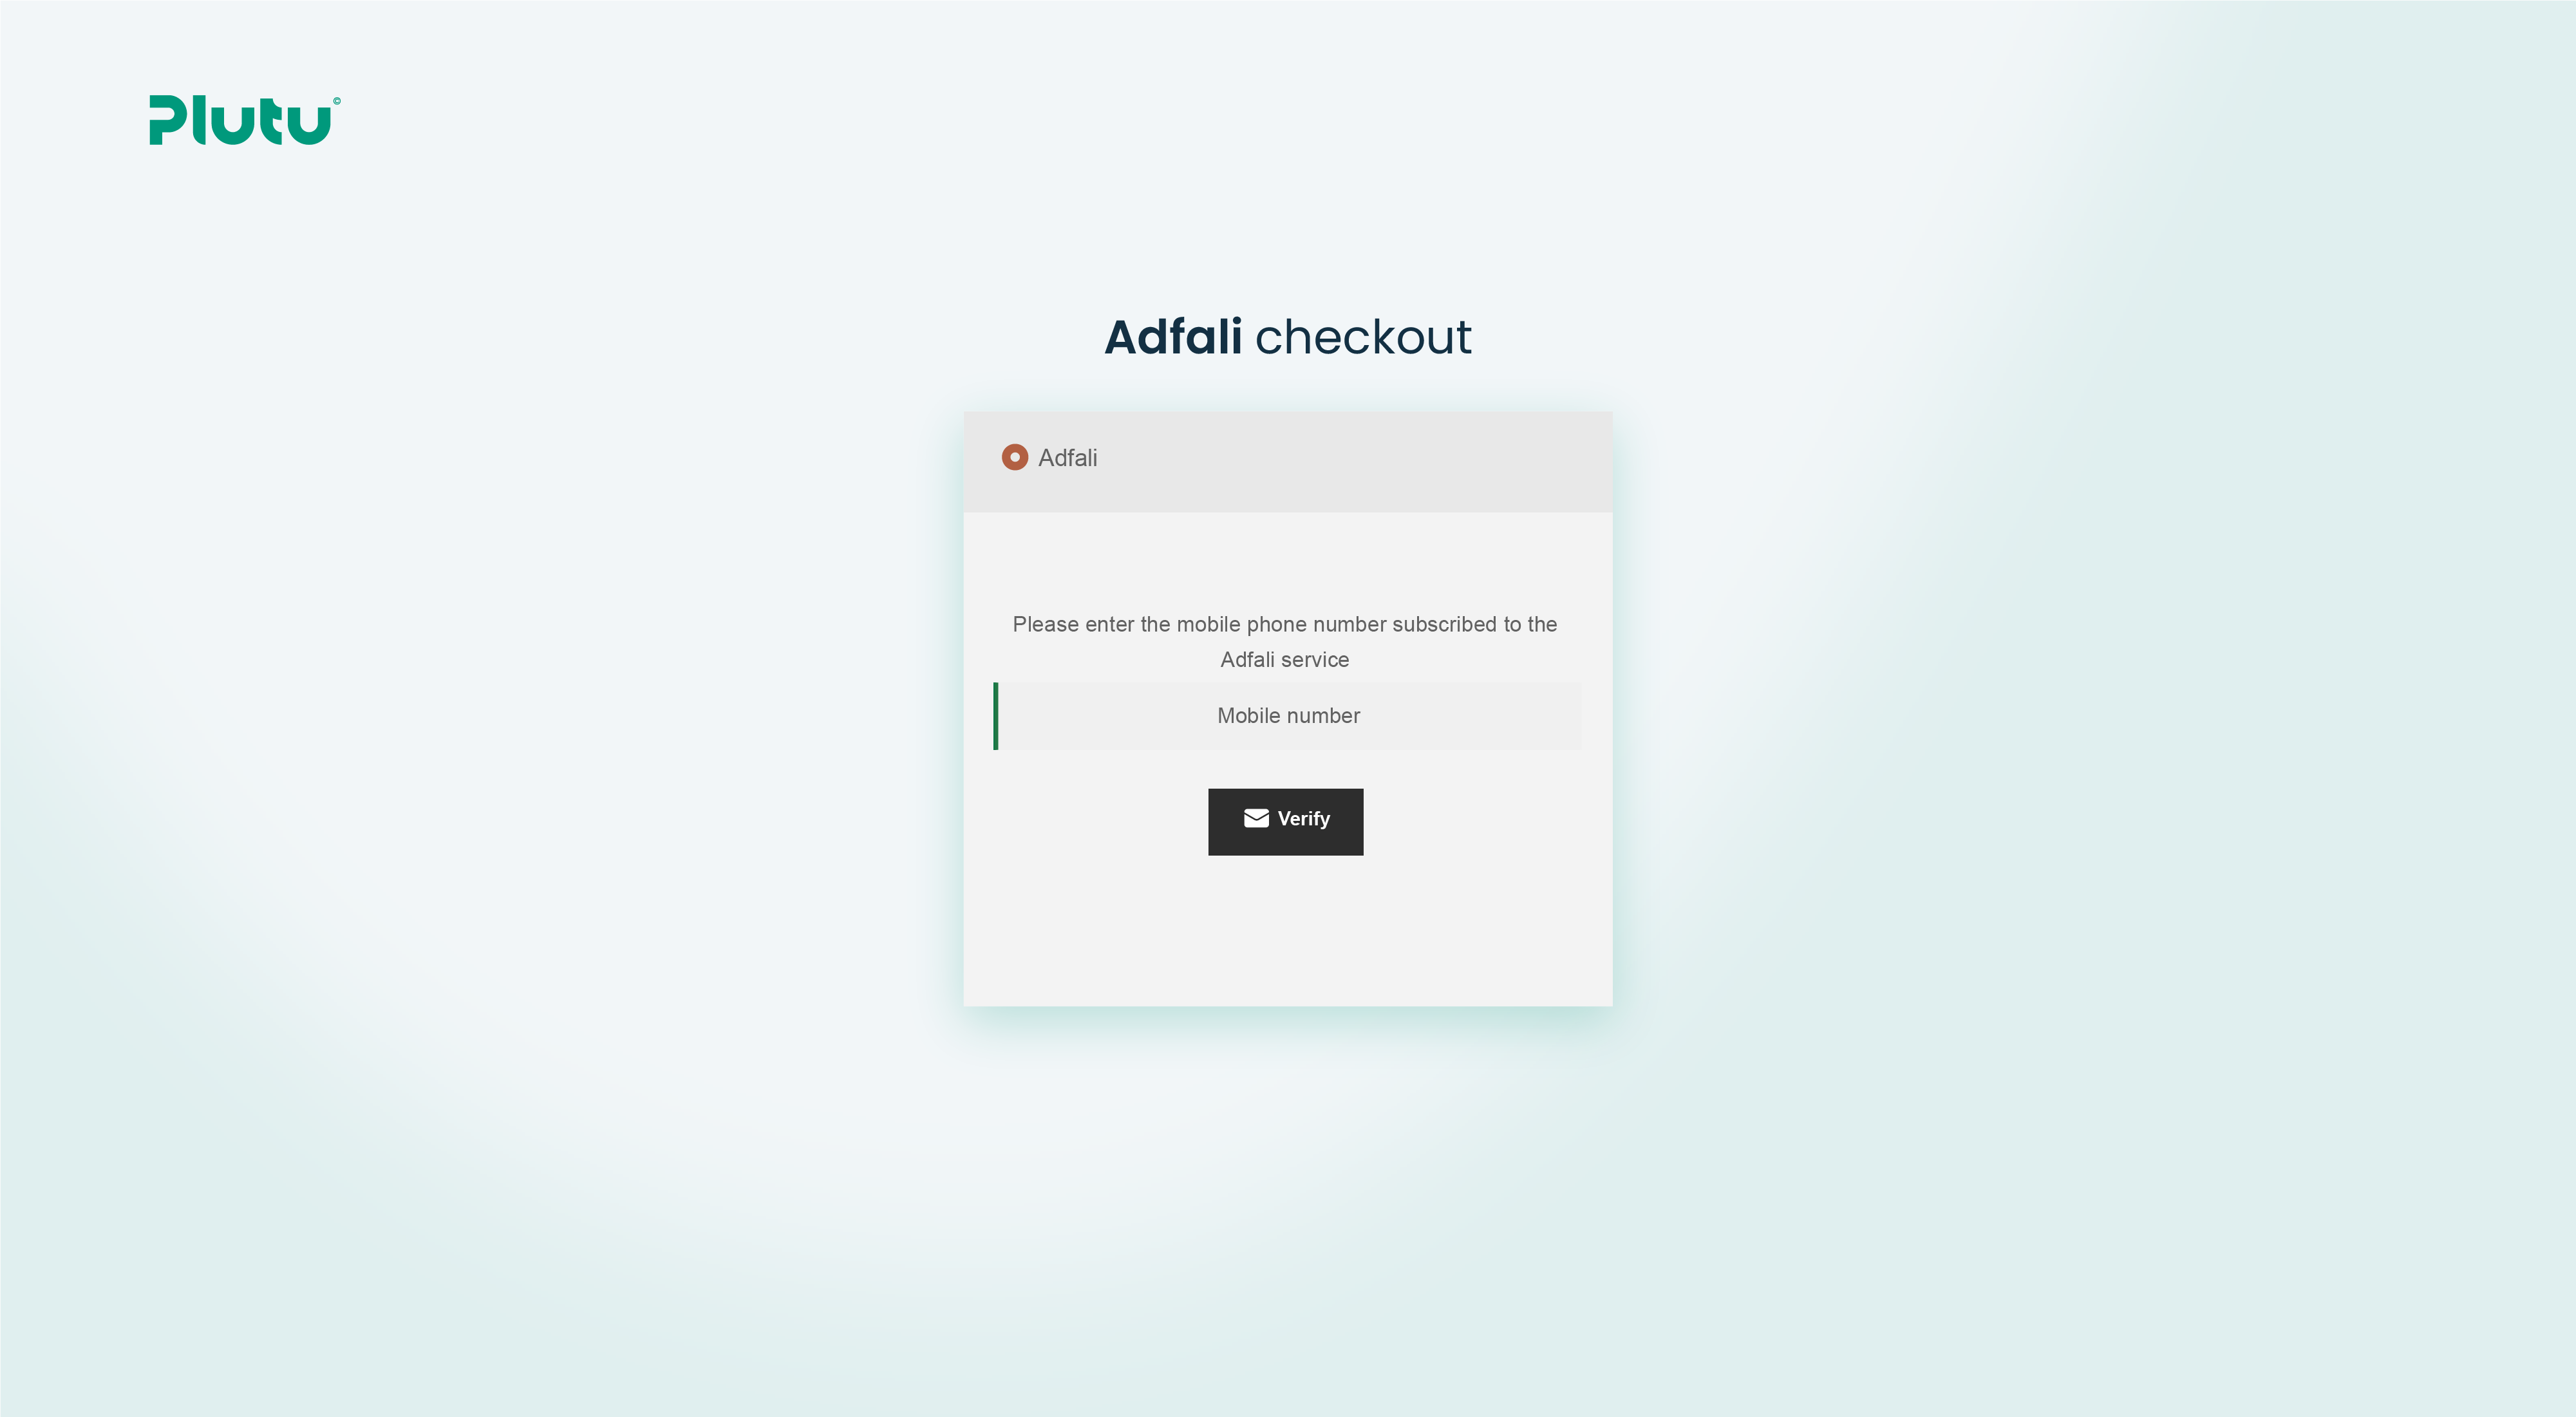 Plutu©
Adfali checkout
Adfali
Please enter the mobile phone number subscribed to the
Adfali service
Mobile number
Verify